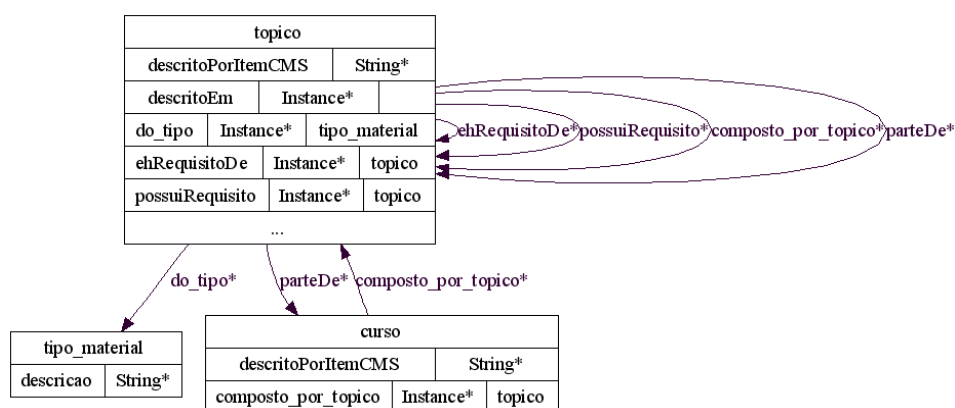 topico
descritoPorItemCMS String*
descritoEm Instance*
do_tipo Instance* tipo_material ehRequisitoDe* possuiRequisito* composto_por_topico* parteDe*
ehRequisitoDe Instance* topico
possuiRequisito Instance* topico
...
do_tipo* parteDe* composto_por_topico*
curso
tipo_material
descritoPorItemCMS String*
descricao String*
composto_por_topico Instance* topico